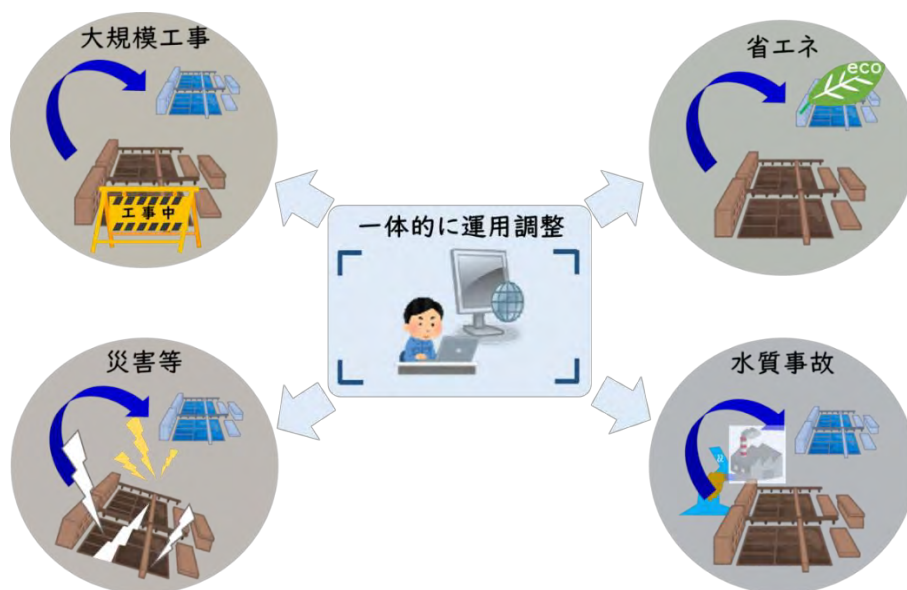 大規模工事
省エネ
eco
工事中
一体的に運用調整
災害等
水質事故